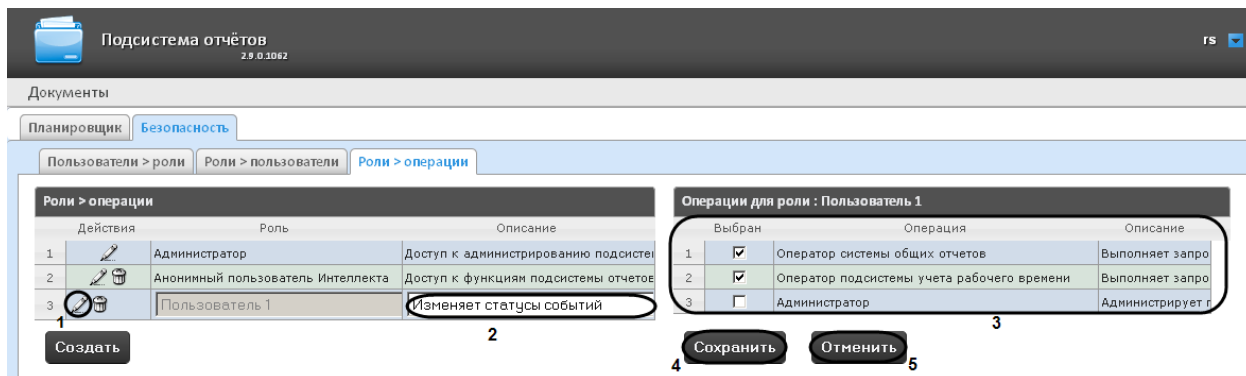 Подсистема отчётов
2.9.0.1062
rs
Документы
Планировщик Безопасность
Пользователи > роли Роли > пользователи Роли > операции
Роли > операции
Действия Роль Описание
1 Администратор Доступ к администрированию подсистег
2 Анонимный пользователь Интеллекта Доступ к функциям подсистемы отчетов
3 Пользователь 1 Изменяет статусы событий
1
2
Создать
Операции для роли : Пользователь 1
Выбран Операция Описание
1 Оператор системы общих отчетов Выполняет запро
2 Оператор подсистемы учета рабочего времени Выполняет запро
3 Администратор Администрирует г
3
Сохранить Отменить
4 5